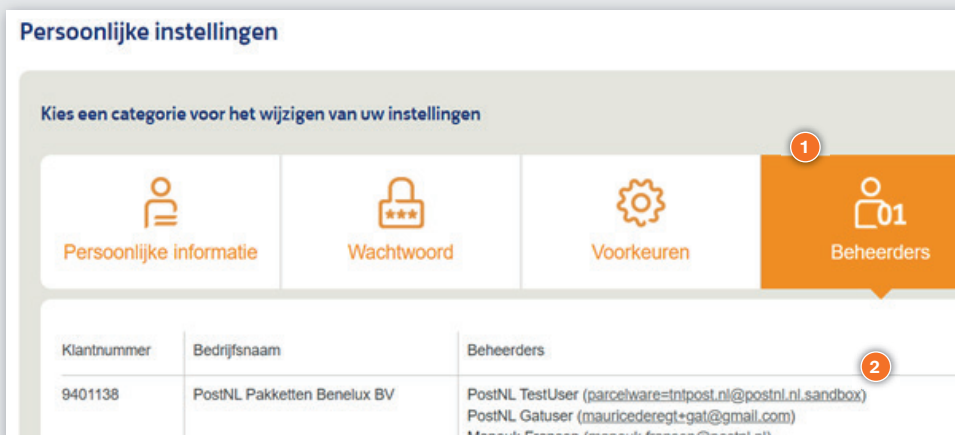 Persoonlijke instellingen
Kies een categorie voor het wijzigen van uw instellingen
1
***
01
Persoonlijke informatie
Wachtwoord
Voorkeuren
Beheerders
Klantnummer
Bedrijfsnaam
Beheerders
2
9401138
PostNL Pakketten Benelux BV
PostNL TestUser (parcelware=tntpost.nl@postnl.nl.sandbox)
PostNL Gatuser (mauricederegt+gat@gmail.com)